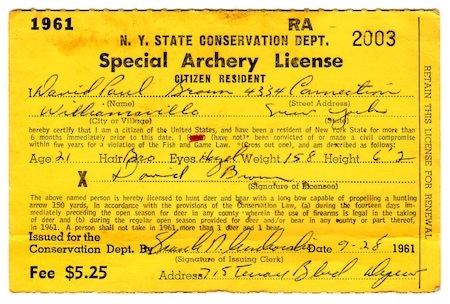 1961 RA
N. Y. STATE CONSERVATION DEPT. 2003
Special Archery License
CITIZEN RESIDENT
I David Paul Brown 4334 Connection
(Name) (Street Address)
Williamsville New York
(City or Village) (State)
hereby certify that I am a citizen of the United States, and have been a resident of New York State for more than
6 months immediately prior to this date. I (have not)* been convicted of or made a civil compromise
within five years for a violation of the Fish and Game Law. *(Gross out one), and described as follows:
Age 21 Hair Bro Eyes Hazel Weight 158 Height 6-2
X David Brown
(Signature of Licensee)
The above named person is hereby licensed to hunt deer and bear with a long bow capable of propelling a hunting
arrow 150 yards, in accordance with the provisions of the Conservation Law, (a) during the fourteen days im-
mediately preceding the open season for deer in any county where the use of firearms is legal in the taking
of deer and (b) during the regular open season provided for deer and/or bear in any county or part thereof,
in 1961. A person shall not take in 1961, more than 1 deer and 1 bear.
Issued for the
Conservation Dept. By Date 9-28 1961
(Signature of Issuing Clerk)
Fee $5.25 Address 715 Blvd
RETAIN THIS LICENSE FOR RENEWAL